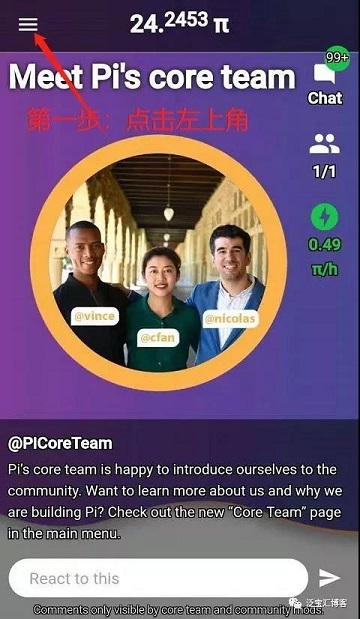 24.2453 π
99+
Meet Pi's core team
Chat
第一步：点击左上角
1/1
0.49
π/h
@vince
@nicolas
@cfan
@PICoreTeam
Pi's core team is happy to introduce ourselves to the
community. Want to learn more about us and why we
are building Pi? Check out the new “Core Team” page
in the main menu.
React to this
Comments only visible by core team and community mods.
泛宝汇博客